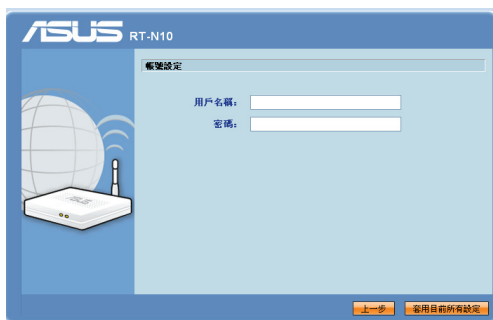 ASUS RT-N10
帳號設定
用戶名稱：
密碼：
ASUS
上一步 套用目前所有設定